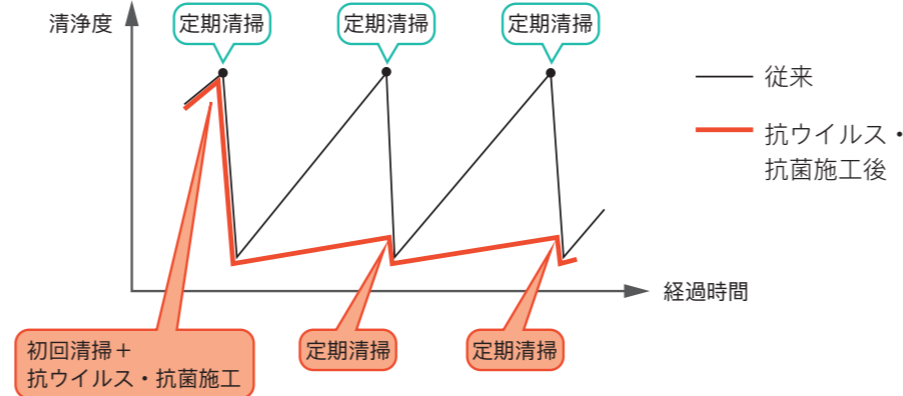 清浄度
定期清掃
定期清掃
定期清掃
従来
抗ウイルス・
抗菌施工後
経過時間
初回清掃＋
抗ウイルス・抗菌施工
定期清掃
定期清掃